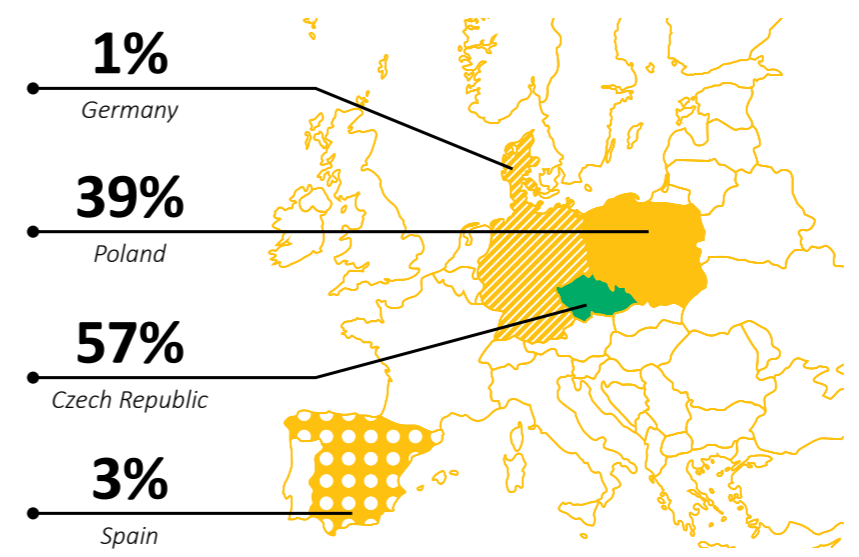 1%
Germany
39%
Poland
57%
Czech Republic
3%
Spain